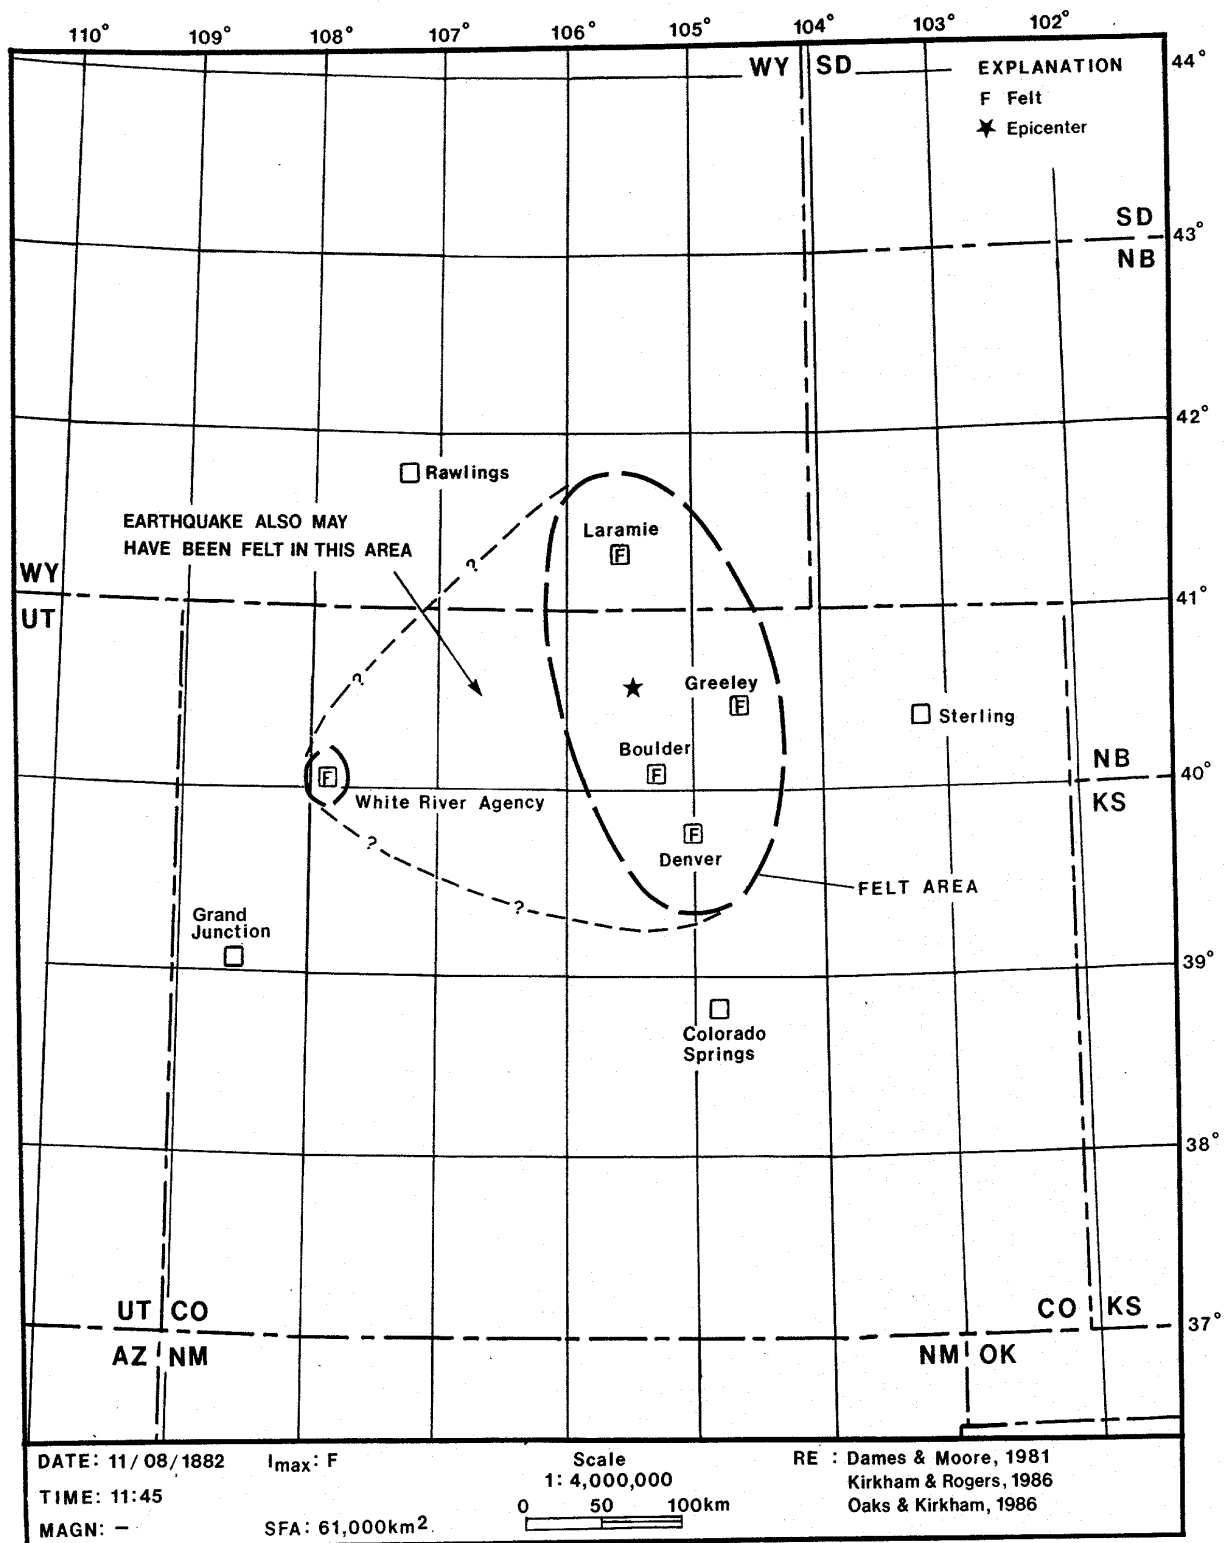 110° 109° 108° 107° 106° 105° 104° 103° 102°
44°
WY SD
EXPLANATION
F Felt
★ Epicenter
SD
43°
NB
42°
Rawlings
EARTHQUAKE ALSO MAY
HAVE BEEN FELT IN THIS AREA
Laramie
F
?
WY
41°
UT
?
Greeley
F
Sterling
Boulder
F
NB
40°
KS
F
White River Agency
?
F
Denver
FELT AREA
?
Grand
Junction
39°
Colorado
Springs
38°
UT CO
CO KS
37°
AZ NM
NM OK
DATE: 11/08/1882 Imax: F
TIME: 11:45
MAGN: – SFA: 61,000km2
Scale
1: 4,000,000
0 50 100km
RE : Dames & Moore, 1981
Kirkham & Rogers, 1986
Oaks & Kirkham, 1986